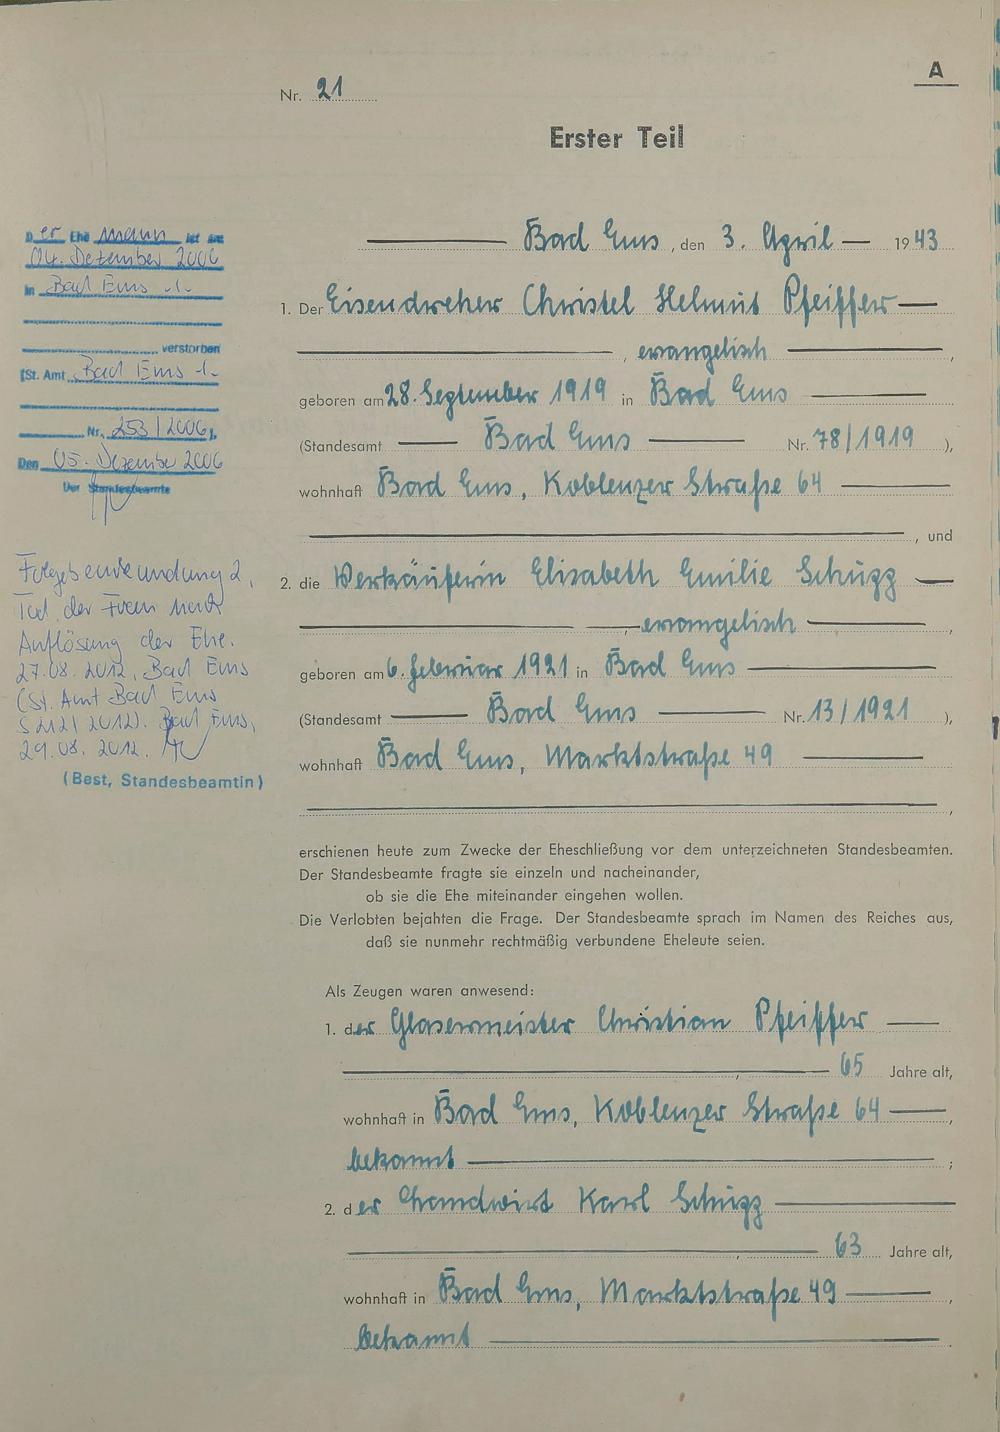 A
Nr. 21
Erster Teil
Bad Ems, den 3. April 1943
1. Der Eisendreher Christel Helmut Pfeiffer
, evangelisch ,
geboren am 28. September 1919 in Bad Ems
(Standesamt Bad Ems Nr. 78/1919 ),
wohnhaft Bad Ems, Koblenzer Straße 64
, und
2. die Verkäuferin Elisabeth Emilie Schupp
evangelisch ,
geboren am 6. Februar 1921 in Bad Ems
(Standesamt Bad Ems Nr. 13/1921 ),
wohnhaft Bad Ems, Marktstraße 49
,
erschienen heute zum Zwecke der Eheschließung vor dem unterzeichneten Standesbeamten.
Der Standesbeamte fragte sie einzeln und nacheinander,
ob sie die Ehe miteinander eingehen wollen.
Die Verlobten bejahten die Frage. Der Standesbeamte sprach im Namen des Reiches aus,
daß sie nunmehr rechtmäßig verbundene Eheleute seien.
Als Zeugen waren anwesend:
1. der Glasermeister Christian Pfeiffer
, 65 Jahre alt,
wohnhaft in Bad Ems, Koblenzer Straße 64 ,
bekannt ;
2. der Karl Schupp
, 63 Jahre alt,
wohnhaft in Bad Ems, Marktstraße 49 ,
bekannt .
Der Ehemann ist am
04. Dezember 2006
in Bad Ems -/-
verstorben
(St. Amt Bad Ems -/-
Nr. 253/2006).
Den 05. Dezember 2006
Der Standesbeamte
Folgebeurkundung 2,
Tod der Frau nach
Auflösung der Ehe.
27.08.2012, Bad Ems
(St. Amt Bad Ems
S 212/2012). Bad Ems,
29.08.2012.
(Best, Standesbeamtin)